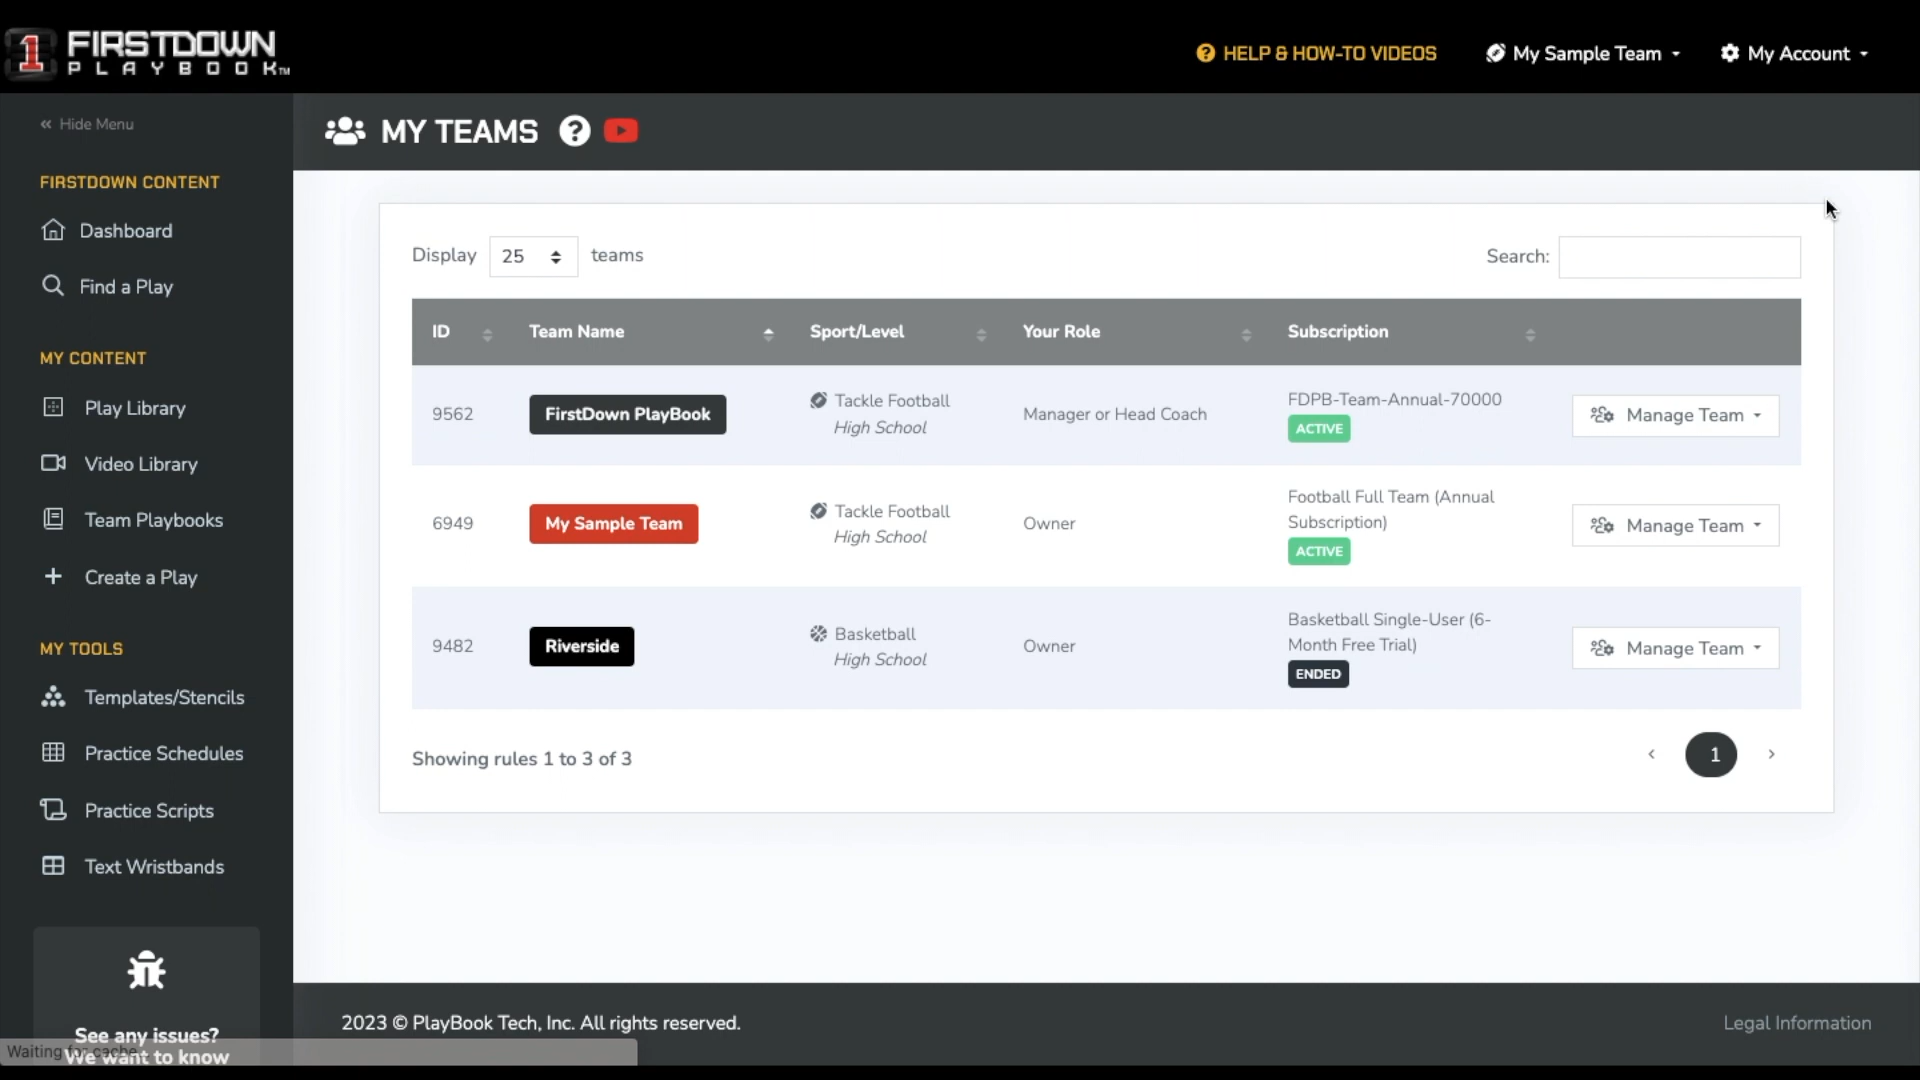 1 FIRSTDOWN
PLAYBOOK™
HELP & HOW-TO VIDEOS
My Sample Team
My Account
« Hide Menu
MY TEAMS
FIRSTDOWN CONTENT
Dashboard
Find a Play
MY CONTENT
Play Library
Video Library
Team Playbooks
Create a Play
MY TOOLS
Templates/Stencils
Practice Schedules
Practice Scripts
Text Wristbands
See any issues?
We want to know
Waiting for cache...
Display 25 teams
Search:
ID Team Name Sport/Level Your Role Subscription
9562 FirstDown PlayBook Tackle Football Manager or Head Coach FDPB-Team-Annual-70000 Manage Team
High School ACTIVE
6949 My Sample Team Tackle Football Owner Football Full Team (Annual Manage Team
High School Subscription)
ACTIVE
9482 Riverside Basketball Owner Basketball Single-User (6- Manage Team
High School Month Free Trial)
ENDED
Showing rules 1 to 3 of 3
‹ 1 ›
2023 © PlayBook Tech, Inc. All rights reserved.
Legal Information